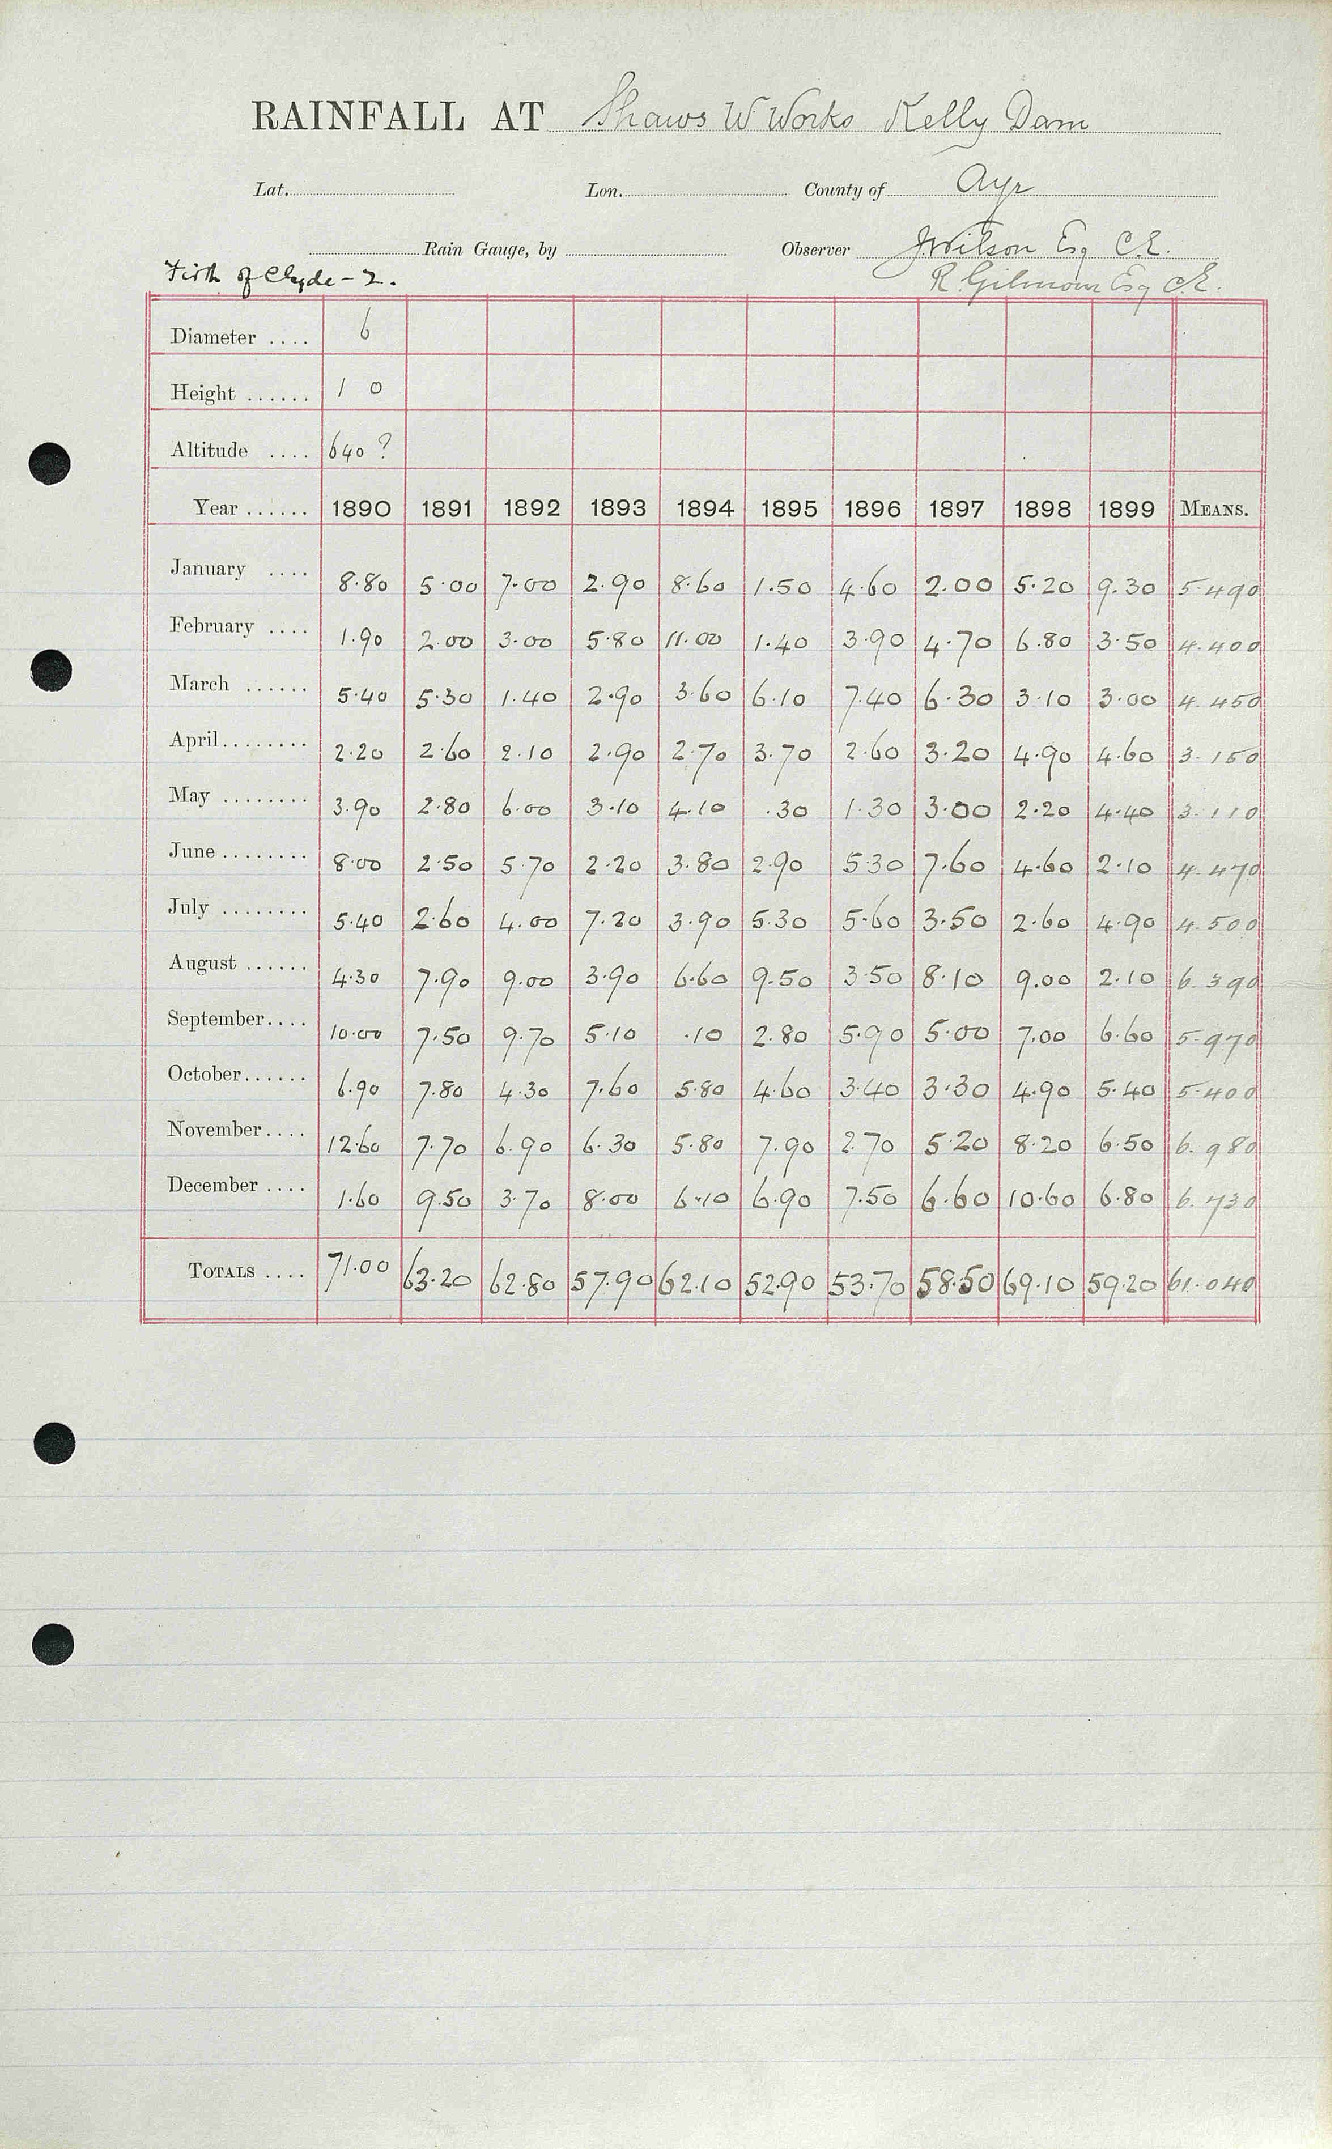 RAINFALL AT Shaws W Works Kelly Dam
Lat. Lon. County of Ayr
Rain Gauge, by Observer J Wilson Esq C.E.
Firth of Clyde - 2. R. Gilmour Esq C.E.
Diameter .... 6
Height ...... 1 0
Altitude .... 640 ?
Year ...... 1890 1891 1892 1893 1894 1895 1896 1897 1898 1899 MEANS.
January .... 8.80 5.00 7.00 2.90 8.60 1.50 4.60 2.00 5.20 9.30 5.490
February .... 1.90 2.00 3.00 5.80 11.00 1.40 3.90 4.70 6.80 3.50 4.400
March ...... 5.40 5.30 1.40 2.90 3.60 6.10 7.40 6.30 3.10 3.00 4.450
April ........ 2.20 2.60 2.10 2.90 2.70 3.70 2.60 3.20 4.90 4.60 3.150
May ........ 3.90 2.80 6.00 3.10 4.10 .30 1.30 3.00 2.20 4.40 3.110
June ........ 8.00 2.50 5.70 2.20 3.80 2.90 5.30 7.60 4.60 2.10 4.470
July ........ 5.40 2.60 4.00 7.20 3.90 5.30 5.60 3.50 2.60 4.90 4.500
August ...... 4.30 7.90 9.00 3.90 6.60 9.50 3.50 8.10 9.00 2.10 6.390
September.... 10.00 7.50 9.70 5.10 .10 2.80 5.90 5.00 7.00 6.60 5.970
October...... 6.90 7.80 4.30 7.60 5.80 4.60 3.40 3.30 4.90 5.40 5.400
November.... 12.60 7.70 6.90 6.30 5.80 7.90 2.70 5.20 8.20 6.50 6.980
December .... 1.60 9.50 3.70 8.00 6.10 6.90 7.50 6.60 10.60 6.80 6.730
TOTALS .... 71.00 63.20 62.80 57.90 62.10 52.90 53.70 58.50 69.10 59.20 61.040